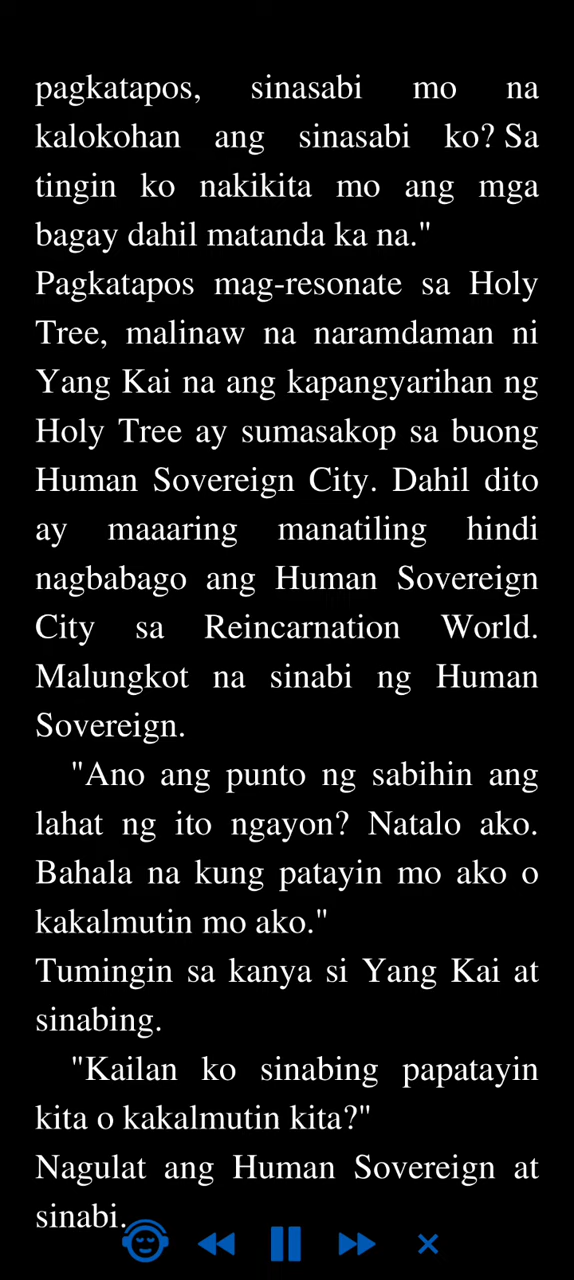 pagkatapos, sinasabi mo na
kalokohan ang sinasabi ko? Sa
tingin ko nakikita mo ang mga
bagay dahil matanda ka na."
Pagkatapos mag-resonate sa Holy
Tree, malinaw na naramdaman ni
Yang Kai na ang kapangyarihan ng
Holy Tree ay sumasakop sa buong
Human Sovereign City. Dahil dito
ay maaaring manatiling hindi
nagbabago ang Human Sovereign
City sa Reincarnation World.
Malungkot na sinabi ng Human
Sovereign.
"Ano ang punto ng sabihin ang
lahat ng ito ngayon? Natalo ako.
Bahala na kung patayin mo ako o
kakalmutin mo ako."
Tumingin sa kanya si Yang Kai at
sinabing.
"Kailan ko sinabing papatayin
kita o kakalmutin kita?"
Nagulat ang Human Sovereign at
sinabi.